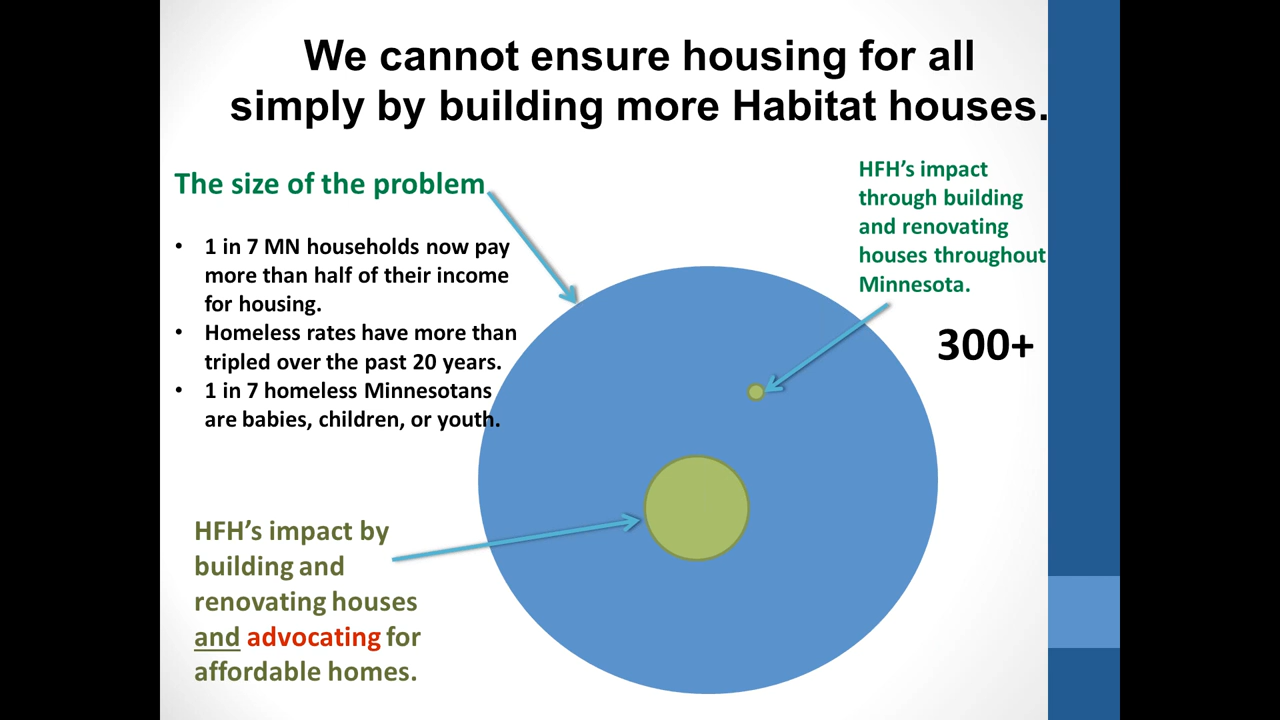 We cannot ensure housing for all
simply by building more Habitat houses.
The size of the problem
• 1 in 7 MN households now pay
more than half of their income
for housing.
• Homeless rates have more than
tripled over the past 20 years.
• 1 in 7 homeless Minnesotans
are babies, children, or youth.
HFH’s impact
through building
and renovating
houses throughout
Minnesota.
300+
HFH’s impact by
building and
renovating houses
and advocating for
affordable homes.